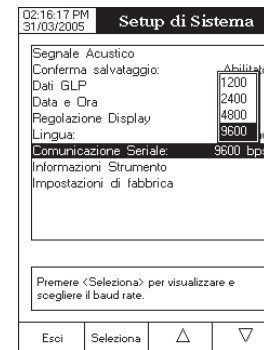 02:16:17 PM
31/03/2005
Setup di Sistema
Segnale Acustico
Conferma salvataggio:
Dati GLP
1200
Data e Ora
2400
Regolazione Display
4800
Lingua:
9600
Comunicazione Seriale: 9600 bps
Informazioni Strumento
Impostazioni di fabbrica
Premere <Seleziona> per visualizzare e
scegliere il baud rate.
Esci Seleziona △ ▽